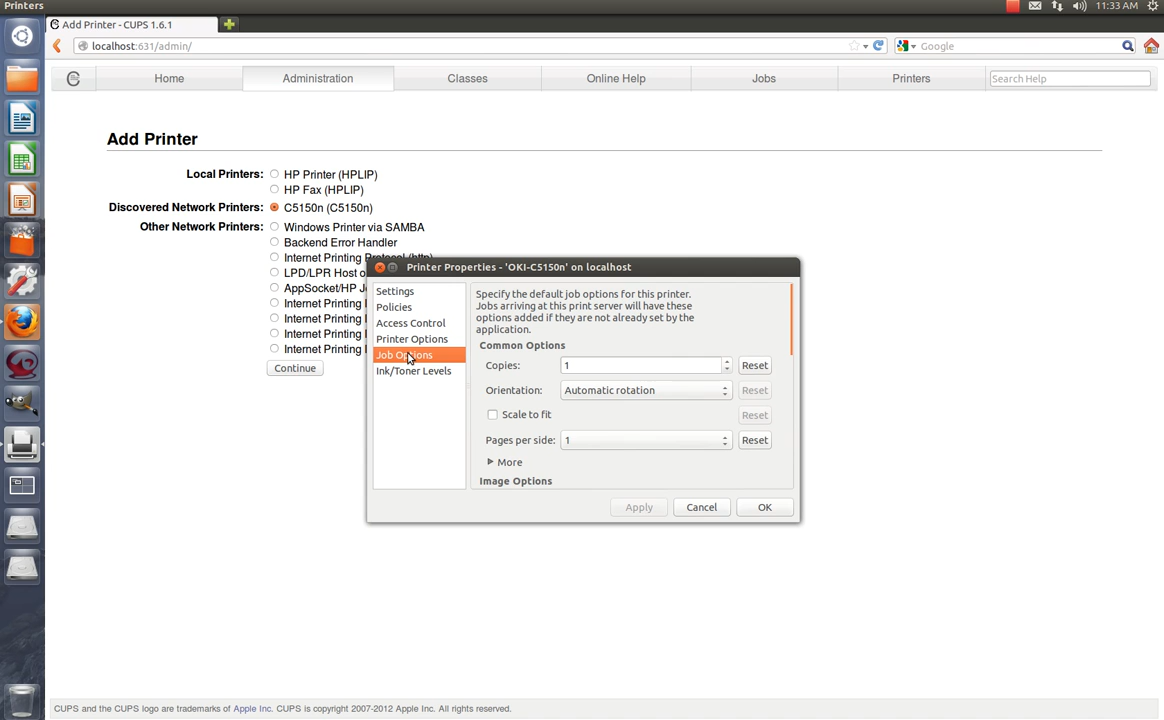 Printers
11:33 AM
Add Printer - CUPS 1.6.1
localhost:631/admin/
Google
Home
Administration
Classes
Online Help
Jobs
Printers
Search Help
Add Printer
Local Printers:
HP Printer (HPLIP)
HP Fax (HPLIP)
Discovered Network Printers:
C5150n (C5150n)
Other Network Printers:
Windows Printer via SAMBA
Backend Error Handler
Internet Printing Protocol (http)
LPD/LPR Host o
AppSocket/HP J
Internet Printing
Internet Printing
Internet Printing
Internet Printing
Continue
Printer Properties - 'OKI-C5150n' on localhost
Settings
Policies
Access Control
Printer Options
Job Options
Ink/Toner Levels
Specify the default job options for this printer.
Jobs arriving at this print server will have these
options added if they are not already set by the
application.
Common Options
Copies:
1
Reset
Orientation:
Automatic rotation
Reset
Scale to fit
Reset
Pages per side:
1
Reset
More
Image Options
Apply
Cancel
OK
CUPS and the CUPS logo are trademarks of Apple Inc. CUPS is copyright 2007-2012 Apple Inc. All rights reserved.